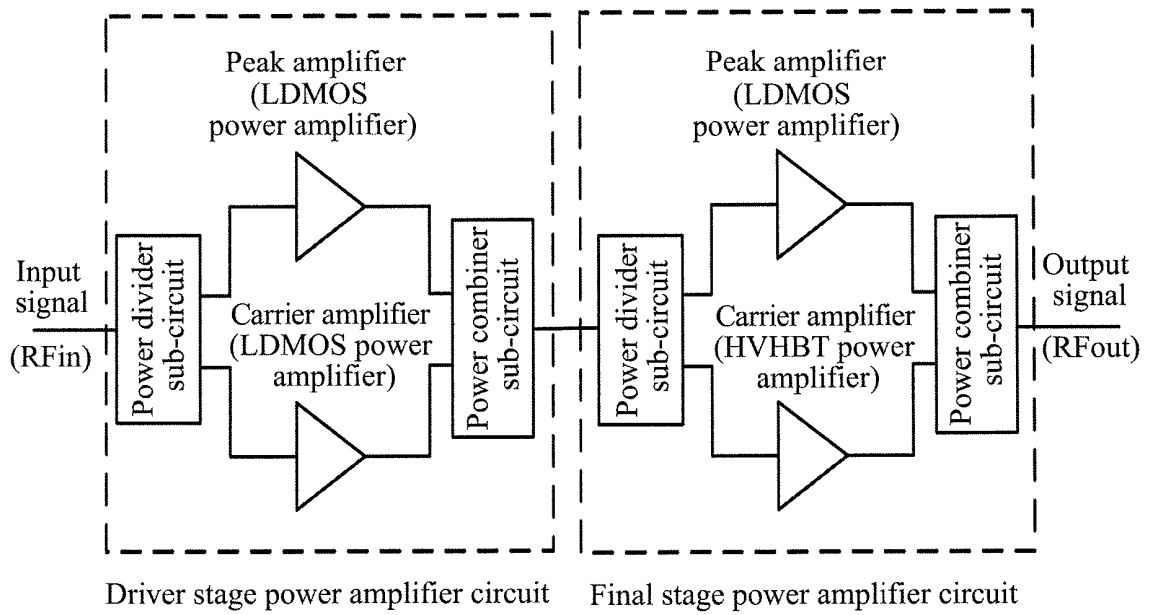 Peak amplifier
(LDMOS
power amplifier)
Peak amplifier
(LDMOS
power amplifier)
Input
signal
(RFin)
Power divider
sub-circuit
Carrier amplifier
(LDMOS power
amplifier)
Power combiner
sub-circuit
Power divider
sub-circuit
Carrier amplifier
(HVHBT power
amplifier)
Power combiner
sub-circuit
Output
signal
(RFout)
Driver stage power amplifier circuit
Final stage power amplifier circuit